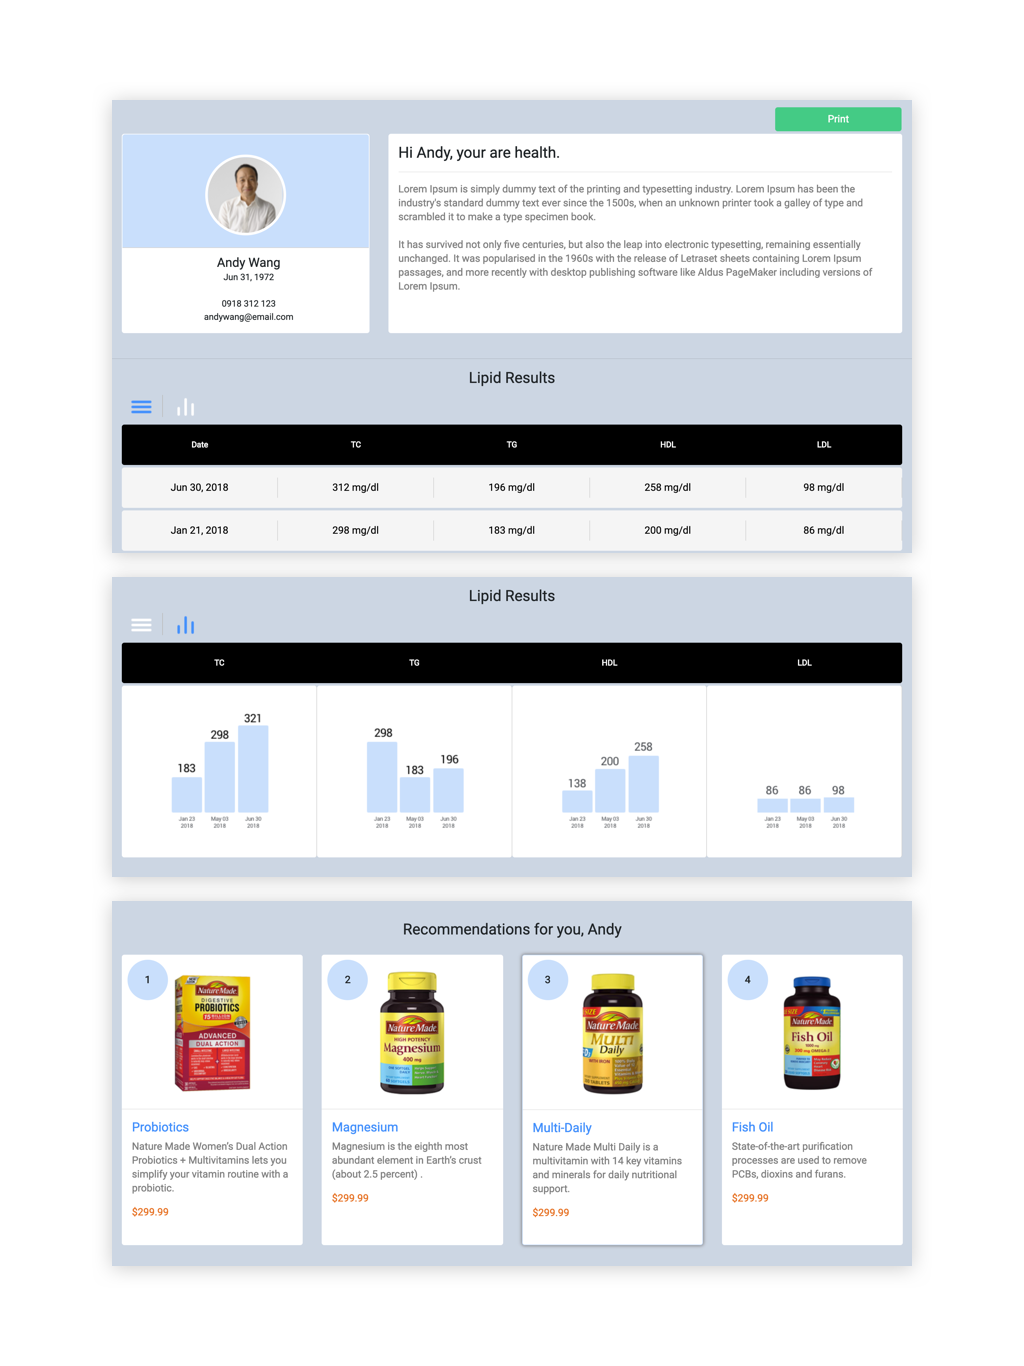 Print
Hi Andy, your are health.
Lorem Ipsum is simply dummy text of the printing and typesetting industry. Lorem Ipsum has been the
industry's standard dummy text ever since the 1500s, when an unknown printer took a galley of type and
scrambled it to make a type specimen book.
It has survived not only five centuries, but also the leap into electronic typesetting, remaining essentially
unchanged. It was popularised in the 1960s with the release of Letraset sheets containing Lorem Ipsum
passages, and more recently with desktop publishing software like Aldus PageMaker including versions of
Lorem Ipsum.
Andy Wang
Jun 31, 1972
0918 312 123
andywang@email.com
Lipid Results
Date TC TG HDL LDL
Jun 30, 2018 312 mg/dl 196 mg/dl 258 mg/dl 98 mg/dl
Jan 21, 2018 298 mg/dl 183 mg/dl 200 mg/dl 86 mg/dl
Lipid Results
TC TG HDL LDL
183 298 321
Jan 23 2018 May 03 2018 Jun 30 2018
298 183 196
Jan 23 2018 May 03 2018 Jun 30 2018
138 200 258
Jan 23 2018 May 03 2018 Jun 30 2018
86 86 98
Jan 23 2018 May 03 2018 Jun 30 2018
Recommendations for you, Andy
1
Nature Made
DIGESTIVE
PROBIOTICS
15 BILLION
ADVANCED
DUAL ACTION
Probiotics
Nature Made Women's Dual Action
Probiotics + Multivitamins lets you
simplify your vitamin routine with a
probiotic.
$299.99
2
Nature Made
HIGH POTENCY
Magnesium
400 mg
Magnesium
Magnesium is the eighth most
abundant element in Earth's crust
(about 2.5 percent) .
$299.99
3
Nature Made
MULTI
Daily
WITH IRON
Multi-Daily
Nature Made Multi Daily is a
multivitamin with 14 key vitamins
and minerals for daily nutritional
support.
$299.99
4
Nature Made
Fish Oil
Fish Oil
State-of-the-art purification
processes are used to remove
PCBs, dioxins and furans.
$299.99